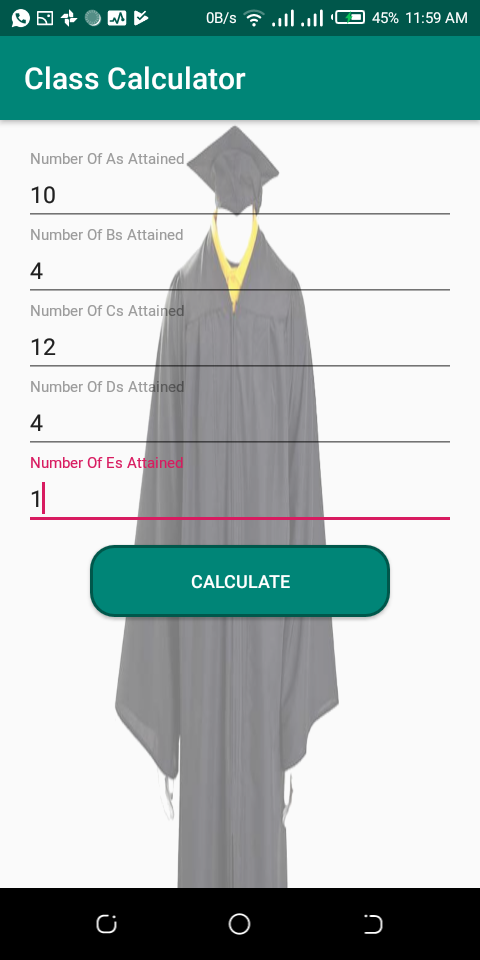 0B/s 45% 11:59 AM
Class Calculator
Number Of As Attained
10
Number Of Bs Attained
4
Number Of Cs Attained
12
Number Of Ds Attained
4
Number Of Es Attained
1
CALCULATE